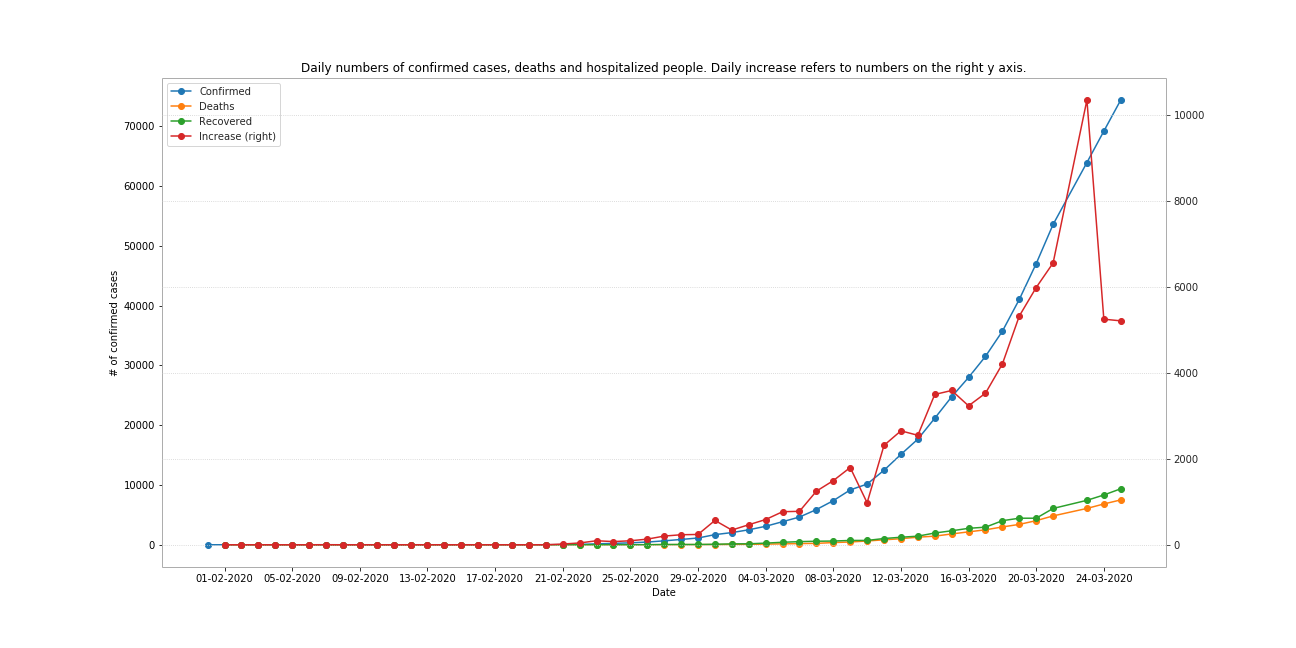 Daily numbers of confirmed cases, deaths and hospitalized people. Daily increase refers to numbers on the right y axis.
Confirmed
Deaths
Recovered
Increase (right)
70000
60000
50000
40000
30000
20000
10000
0
# of confirmed cases
10000
8000
6000
4000
2000
0
01-02-2020 05-02-2020 09-02-2020 13-02-2020 17-02-2020 21-02-2020 25-02-2020 29-02-2020 04-03-2020 08-03-2020 12-03-2020 16-03-2020 20-03-2020 24-03-2020
Date